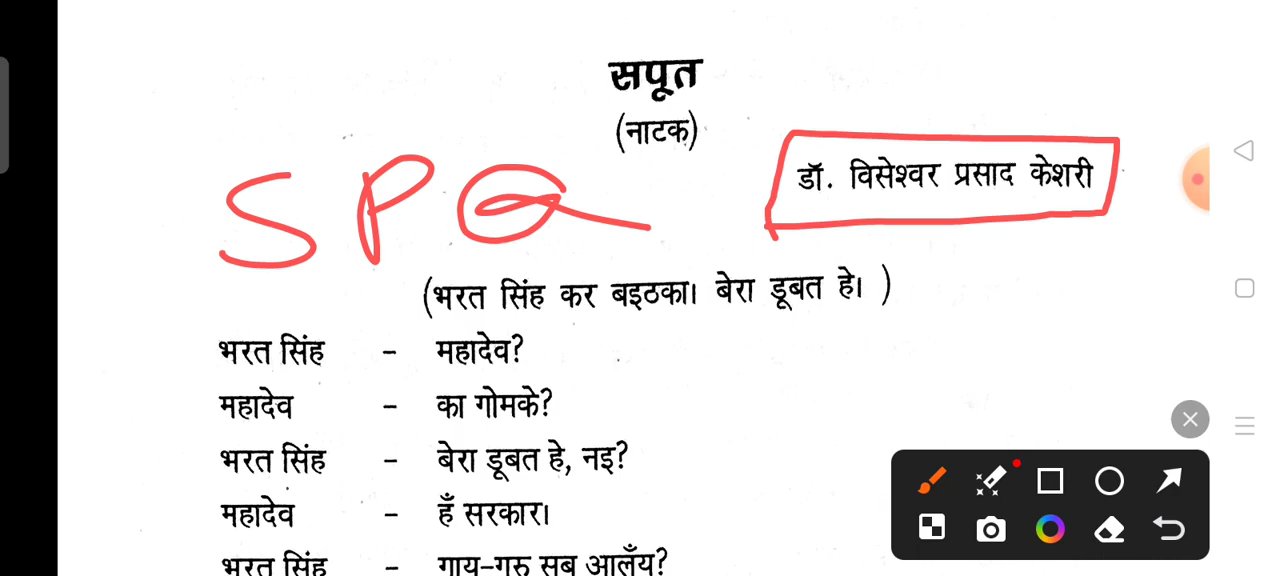 सपूत
(नाटक)
डॉ. विसेश्वर प्रसाद केशरी
S P Q
(भरत सिंह कर बइठका। बेरा डूबत हे। )
भरत सिंह - महादेव?
महादेव - का गोमके?
भरत सिंह - बेरा डूबत हे, नइ?
महादेव - हँ सरकार।
भरत सिंह - गाय-गरु सब आलँय?